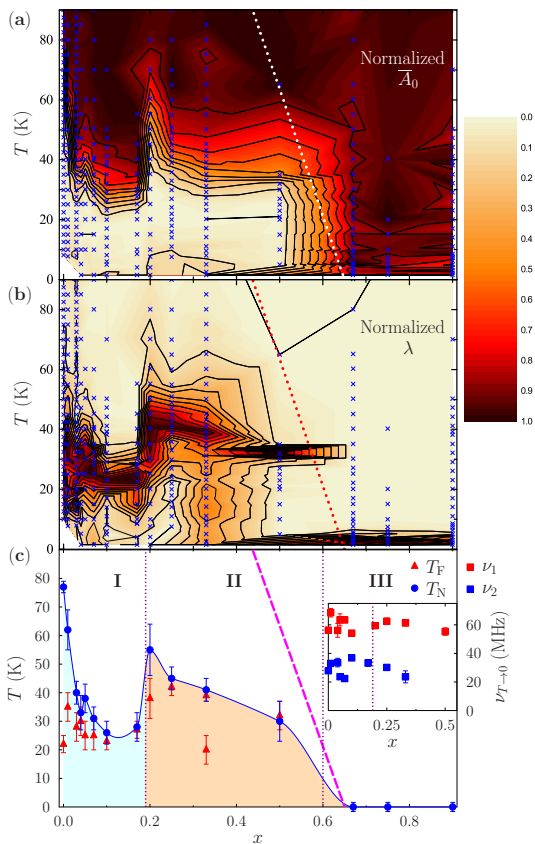 (a)
Normalized
A̅₀
T (K)
80
60
40
20
0
0.0
0.1
0.2
0.3
0.4
0.5
0.6
0.7
0.8
0.9
1.0
(b)
Normalized
λ
T (K)
80
60
40
20
0
(c)
I
II
III
T_F
T_N
ν₁
ν₂
T (K)
80
70
60
50
40
30
20
10
0
60
40
20
0
ν_{T→0} (MHz)
0
0.25
0.5
x
0.0
0.2
0.4
0.6
0.8
x